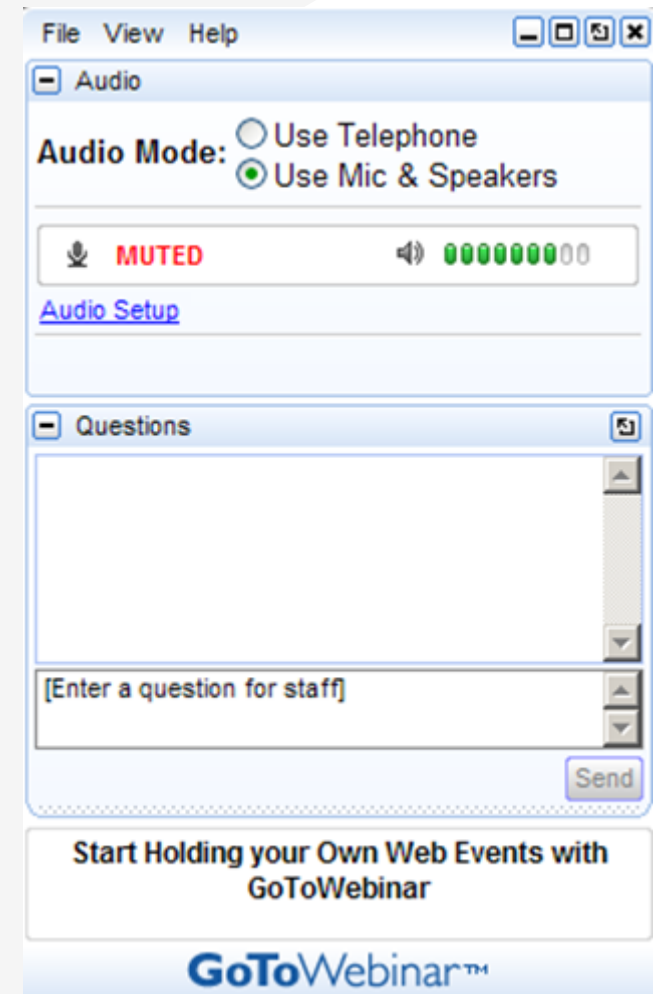 File View Help
Audio
Audio Mode: Use Telephone
Use Mic & Speakers
MUTED
Audio Setup
Questions
[Enter a question for staff]
Send
Start Holding your Own Web Events with
GoToWebinar
GoToWebinar™